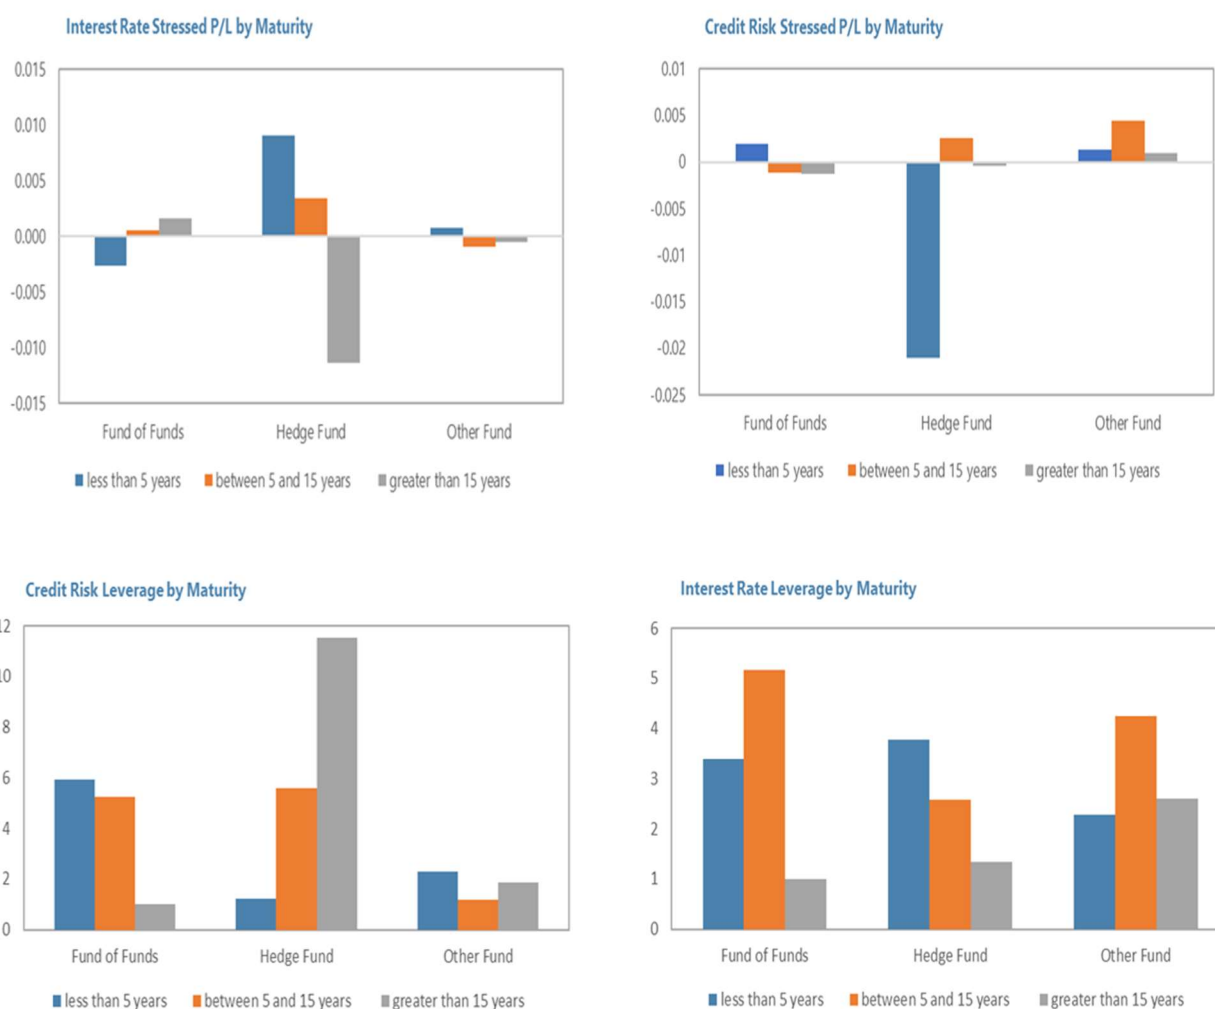 Interest Rate Stressed P/L by Maturity
0.015
0.010
0.005
0.000
-0.005
-0.010
-0.015
Fund of Funds Hedge Fund Other Fund
less than 5 years between 5 and 15 years greater than 15 years
Credit Risk Stressed P/L by Maturity
0.01
0.005
0
-0.005
-0.01
-0.015
-0.02
-0.025
Fund of Funds Hedge Fund Other Fund
less than 5 years between 5 and 15 years greater than 15 years
Credit Risk Leverage by Maturity
12
10
8
6
4
2
0
Fund of Funds Hedge Fund Other Fund
less than 5 years between 5 and 15 years greater than 15 years
Interest Rate Leverage by Maturity
6
5
4
3
2
1
0
Fund of Funds Hedge Fund Other Fund
less than 5 years between 5 and 15 years greater than 15 years